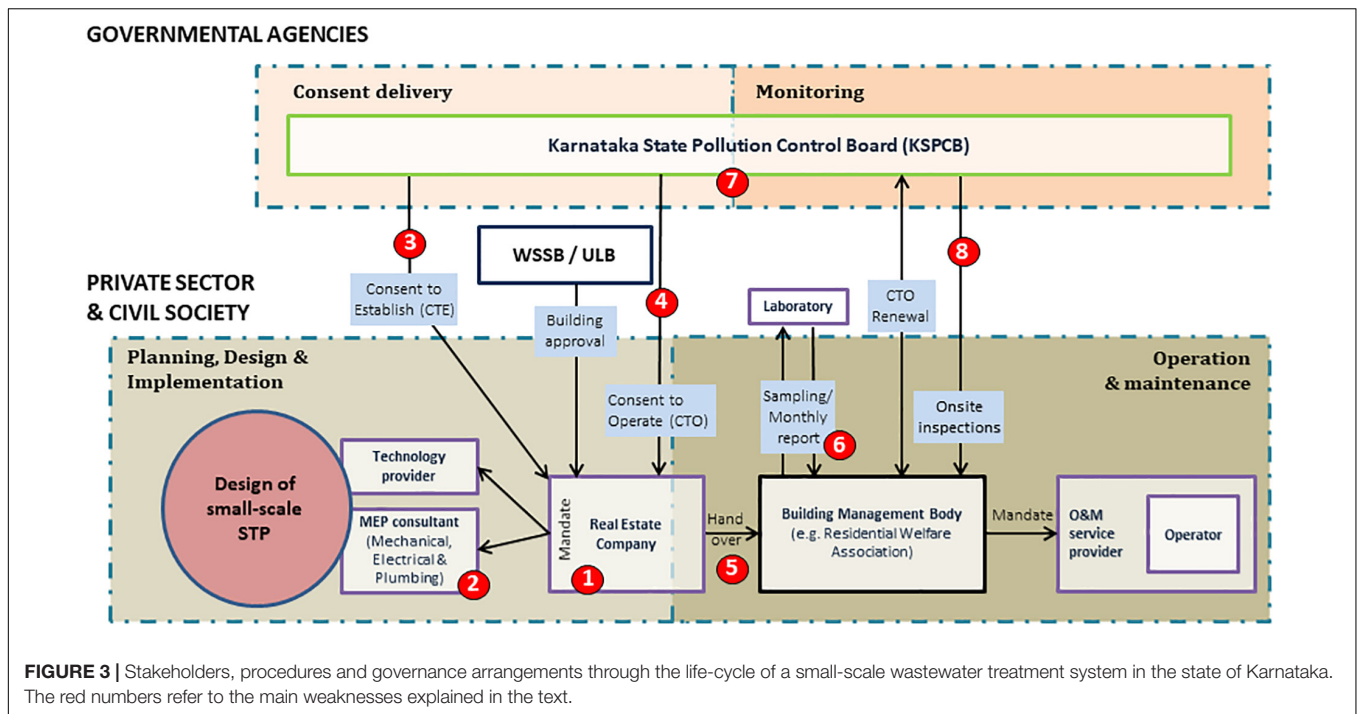 GOVERNMENTAL AGENCIES
Consent delivery
Monitoring
Karnataka State Pollution Control Board (KSPCB)
7
3
8
WSSB / ULB
PRIVATE SECTOR
& CIVIL SOCIETY
Consent to
Establish (CTE)
Building
approval
4
Laboratory
CTO
Renewal
Planning, Design &
Implementation
Operation
& maintenance
Consent to
Operate (CTO)
Sampling/
Monthly
report
6
Onsite
inspections
Design of
small-scale
STP
Technology
provider
MEP consultant
(Mechanical,
Electrical &
Plumbing)
2
Mandate
Real Estate
Company
1
Hand
over
5
Building Management Body
(e.g. Residential Welfare
Association)
Mandate
O&M
service
provider
Operator
FIGURE 3 | Stakeholders, procedures and governance arrangements through the life-cycle of a small-scale wastewater treatment system in the state of Karnataka.
The red numbers refer to the main weaknesses explained in the text.